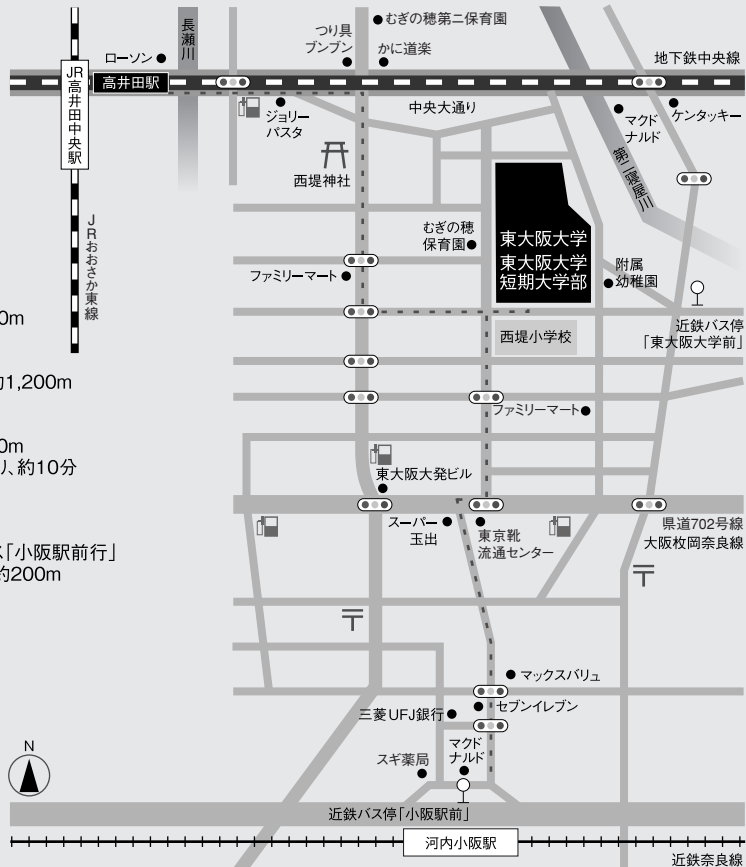 むぎの穂第二保育園
長瀬川
つり具
ブンブン
かに道楽
ローソン
地下鉄中央線
JR高井田中央駅
高井田駅
ジョリー
パスタ
中央大通り
マクド
ナルド
ケンタッキー
第二寝屋川
西堤神社
JRおおさか東線
むぎの穂
保育園
東大阪大学
東大阪大学
短期大学部
附属
幼稚園
ファミリーマート
0m
西堤小学校
近鉄バス停
「東大阪大学前」
約1,200m
ファミリーマート
0m
り、約10分
東大阪大発ビル
スーパー
玉出
東京靴
流通センター
県道702号線
大阪枚岡奈良線
ス「小阪駅前行」
約200m
マックスバリュ
セブンイレブン
三菱UFJ銀行
マクド
ナルド
スギ薬局
N
近鉄バス停「小阪駅前」
河内小阪駅
近鉄奈良線